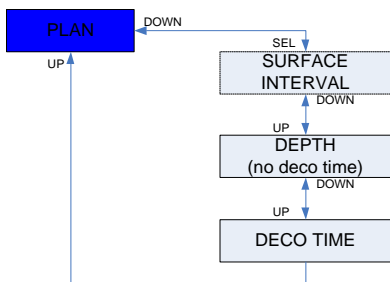 PLAN
DOWN
UP
SEL
SURFACE
INTERVAL
DOWN
UP
DEPTH
(no deco time)
DOWN
UP
DECO TIME